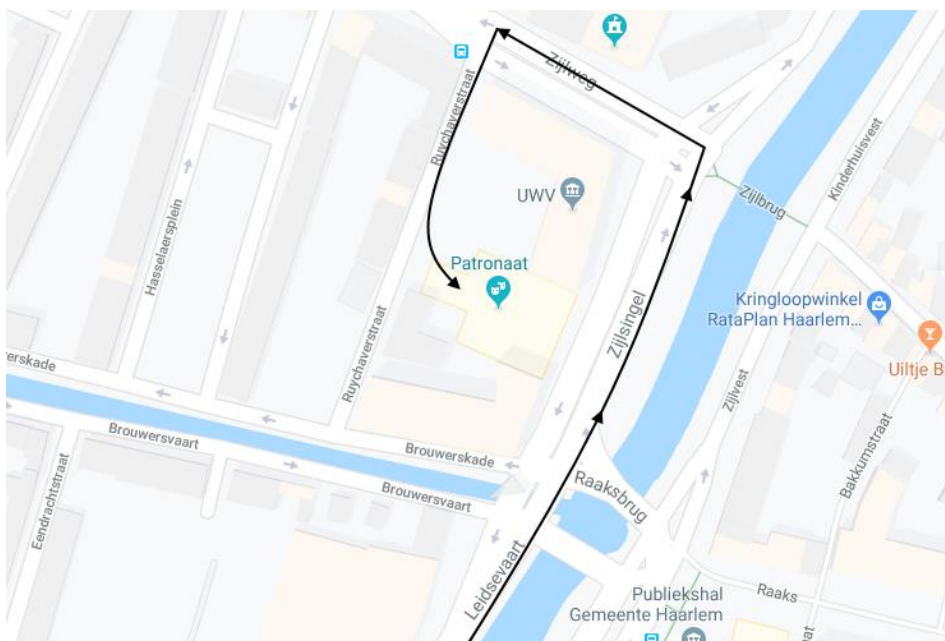 Zijlweg
Ruychaverstraat
Kinderhuisvest
UWV
Zijlbrug
Hasselaersplein
Patronaat
Kringloopwinkel
RataPlan Haarlem...
Zijlsingel
Uiltje B
Ruychaverstraat
erskade
Zijlvest
Brouwersvaart
Brouwerskade
Bakkumstraat
Eendrachtstraat
Brouwersvaart
Raaksbrug
Leidsevaart
Publiekshal
Gemeente Haarlem
Raaks
aat